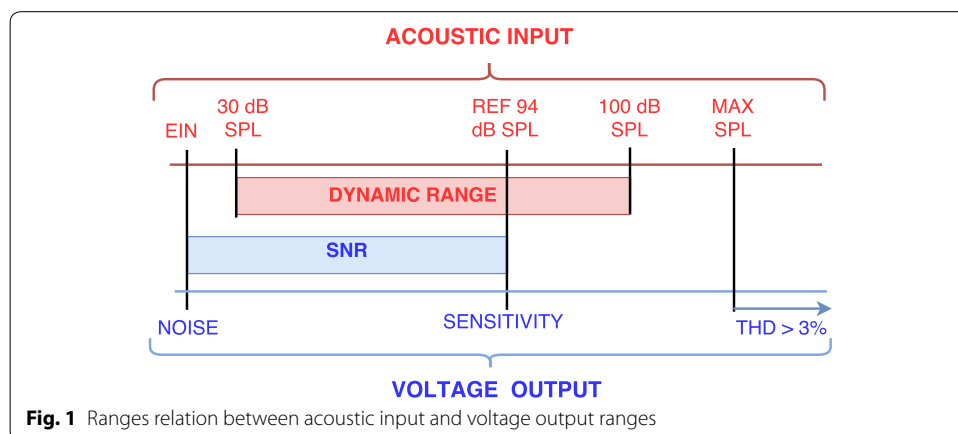 ACOUSTIC INPUT
EIN
30 dB
SPL
REF 94
dB SPL
100 dB
SPL
MAX
SPL
DYNAMIC RANGE
SNR
NOISE
SENSITIVITY
THD > 3%
VOLTAGE OUTPUT
Fig. 1 Ranges relation between acoustic input and voltage output ranges